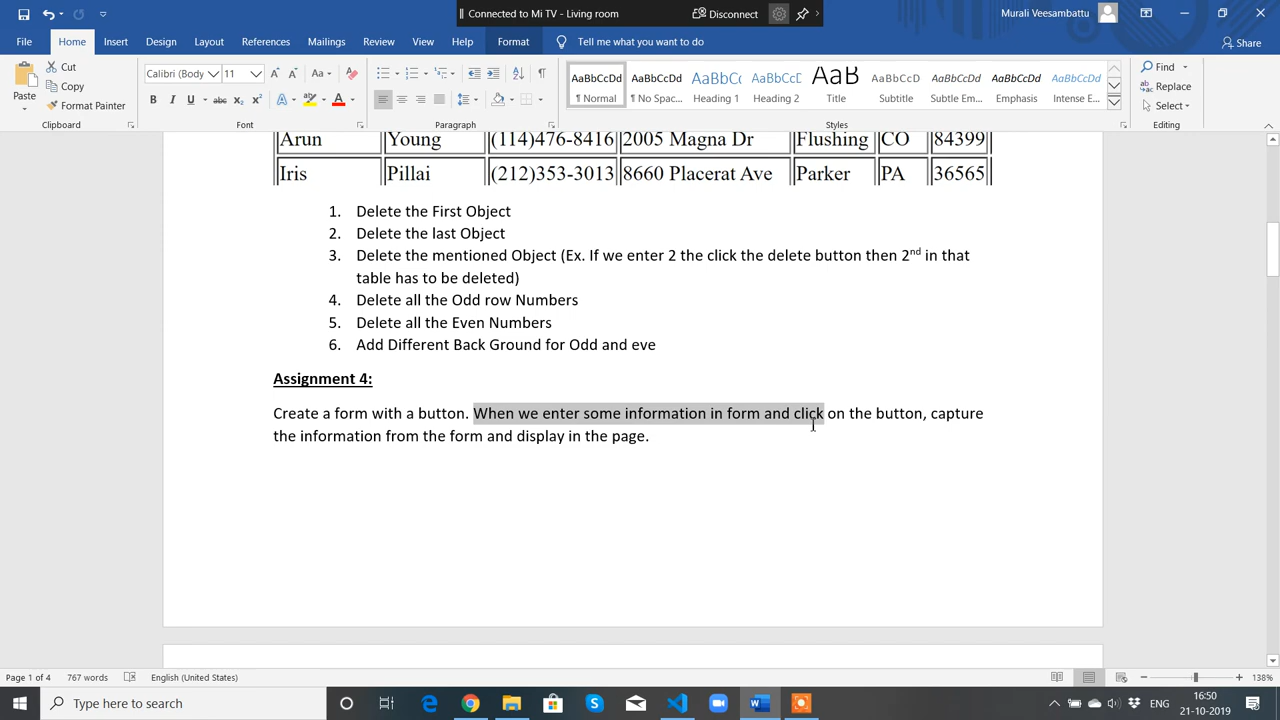 Connected to Mi TV - Living room
Disconnect
Murali Veesambattu
File Home Insert Design Layout References Mailings Review View Help Format Tell me what you want to do Share
Paste Cut Copy Format Painter
Calibri (Body 11
AaBbCcDd AaBbCcDd AaBbC( AaBbCcC AaB AaBbCcD AaBbCcDd AaBbCcDd AaBbCcDd
¶ Normal ¶ No Spac... Heading 1 Heading 2 Title Subtitle Subtle Em... Emphasis Intense E...
Find
Replace
Select
Clipboard Font Paragraph Styles Editing
Arun Young (114)476-8416 2005 Magna Dr Flushing CO 84399
Iris Pillai (212)353-3013 8660 Placerat Ave Parker PA 36565
1. Delete the First Object
2. Delete the last Object
3. Delete the mentioned Object (Ex. If we enter 2 the click the delete button then 2nd in that
table has to be deleted)
4. Delete all the Odd row Numbers
5. Delete all the Even Numbers
6. Add Different Back Ground for Odd and eve
Assignment 4:
Create a form with a button. When we enter some information in form and click on the button, capture
the information from the form and display in the page.
Page 1 of 4 767 words English (United States) 138%
Type here to search
ENG
16:50
21-10-2019